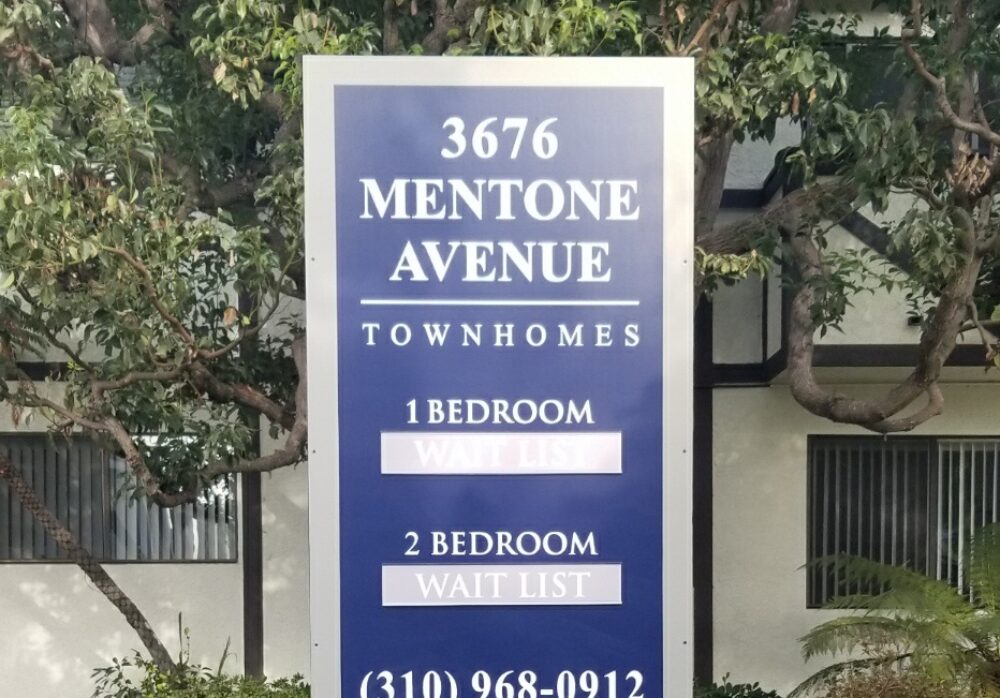 3676
MENTONE
AVENUE
TOWNHOMES
1 BEDROOM
WAIT LIST
2 BEDROOM
WAIT LIST
(310) 968-0912